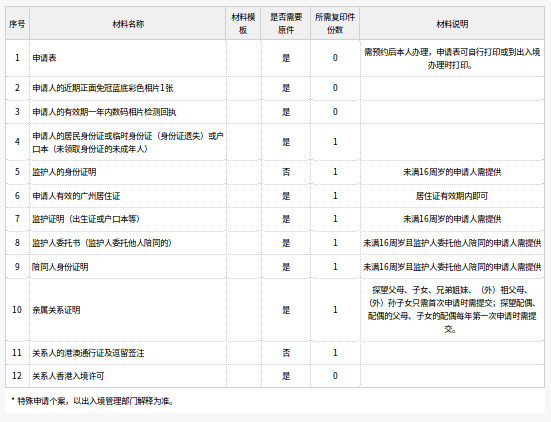 序号 材料名称 材料模板 是否需要原件 所需复印件份数 材料说明
1 申请表 是 0 需预约后本人办理，申请表可自行打印或到出入境办理时打印。
2 申请人的近期正面免冠蓝底彩色相片1张 是 0
3 申请人的有效期一年内数码相片检测回执 是 0
4 申请人的居民身份证或临时身份证（身份证遗失）或户口本（未领取身份证的未成年人） 是 1
5 监护人的身份证明 否 1 未满16周岁的申请人需提供
6 申请人有效的广州居住证 是 1 居住证有效期内即可
7 监护证明（出生证或户口本等） 是 1 未满16周岁的申请人需提供
8 监护人委托书（监护人委托他人陪同的） 是 1 未满16周岁且监护人委托他人陪同的申请人需提供
9 陪同人身份证明 是 1 未满16周岁且监护人委托他人陪同的申请人需提供
10 亲属关系证明 是 1 探望父母、子女、兄弟姐妹、（外）祖父母、（外）孙子女只需首次申请时需提交；探望配偶、配偶的父母、子女的配偶每年第一次申请时需提交。
11 关系人的港澳通行证及逗留签注 否 1
12 关系人香港入境许可 是 0
* 特殊申请个案，以出入境管理部门解释为准。